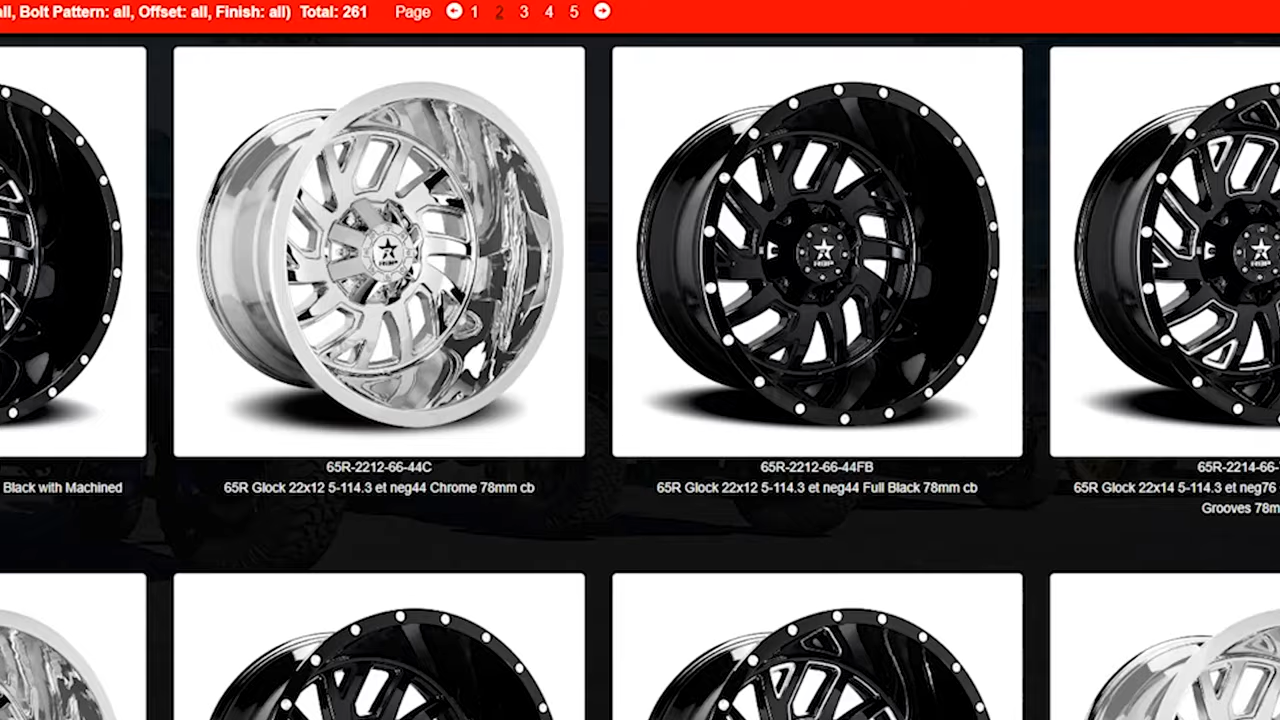 all, Bolt Pattern: all, Offset: all, Finish: all) Total: 261 Page 1 2 3 4 5
65R-2212-66-44C
65R-2212-66-44FB
65R-2214-66-
Black with Machined
65R Glock 22x12 5-114.3 et neg44 Chrome 78mm cb
65R Glock 22x12 5-114.3 et neg44 Full Black 78mm cb
65R Glock 22x14 5-114.3 et neg76
Grooves 78m